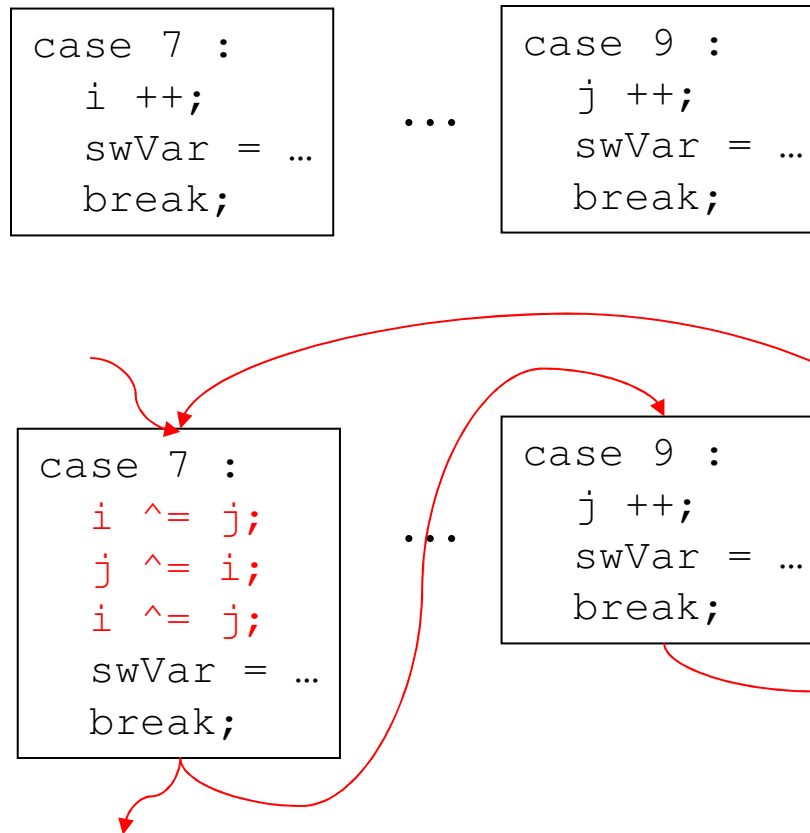 case 7 :
i ++;
swVar = …
break;
...
case 9 :
j ++;
swVar = …
break;
case 7 :
i ^= j;
j ^= i;
i ^= j;
swVar = …
break;
...
case 9 :
j ++;
swVar = …
break;